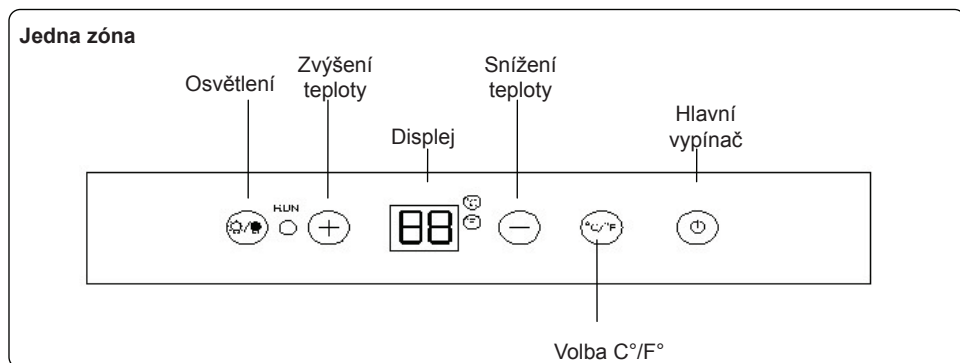 Jedna zóna
Osvětlení
Zvýšení
teploty
Displej
Snížení
teploty
Hlavní
vypínač
RUN
88
°C/°F
Volba C°/F°